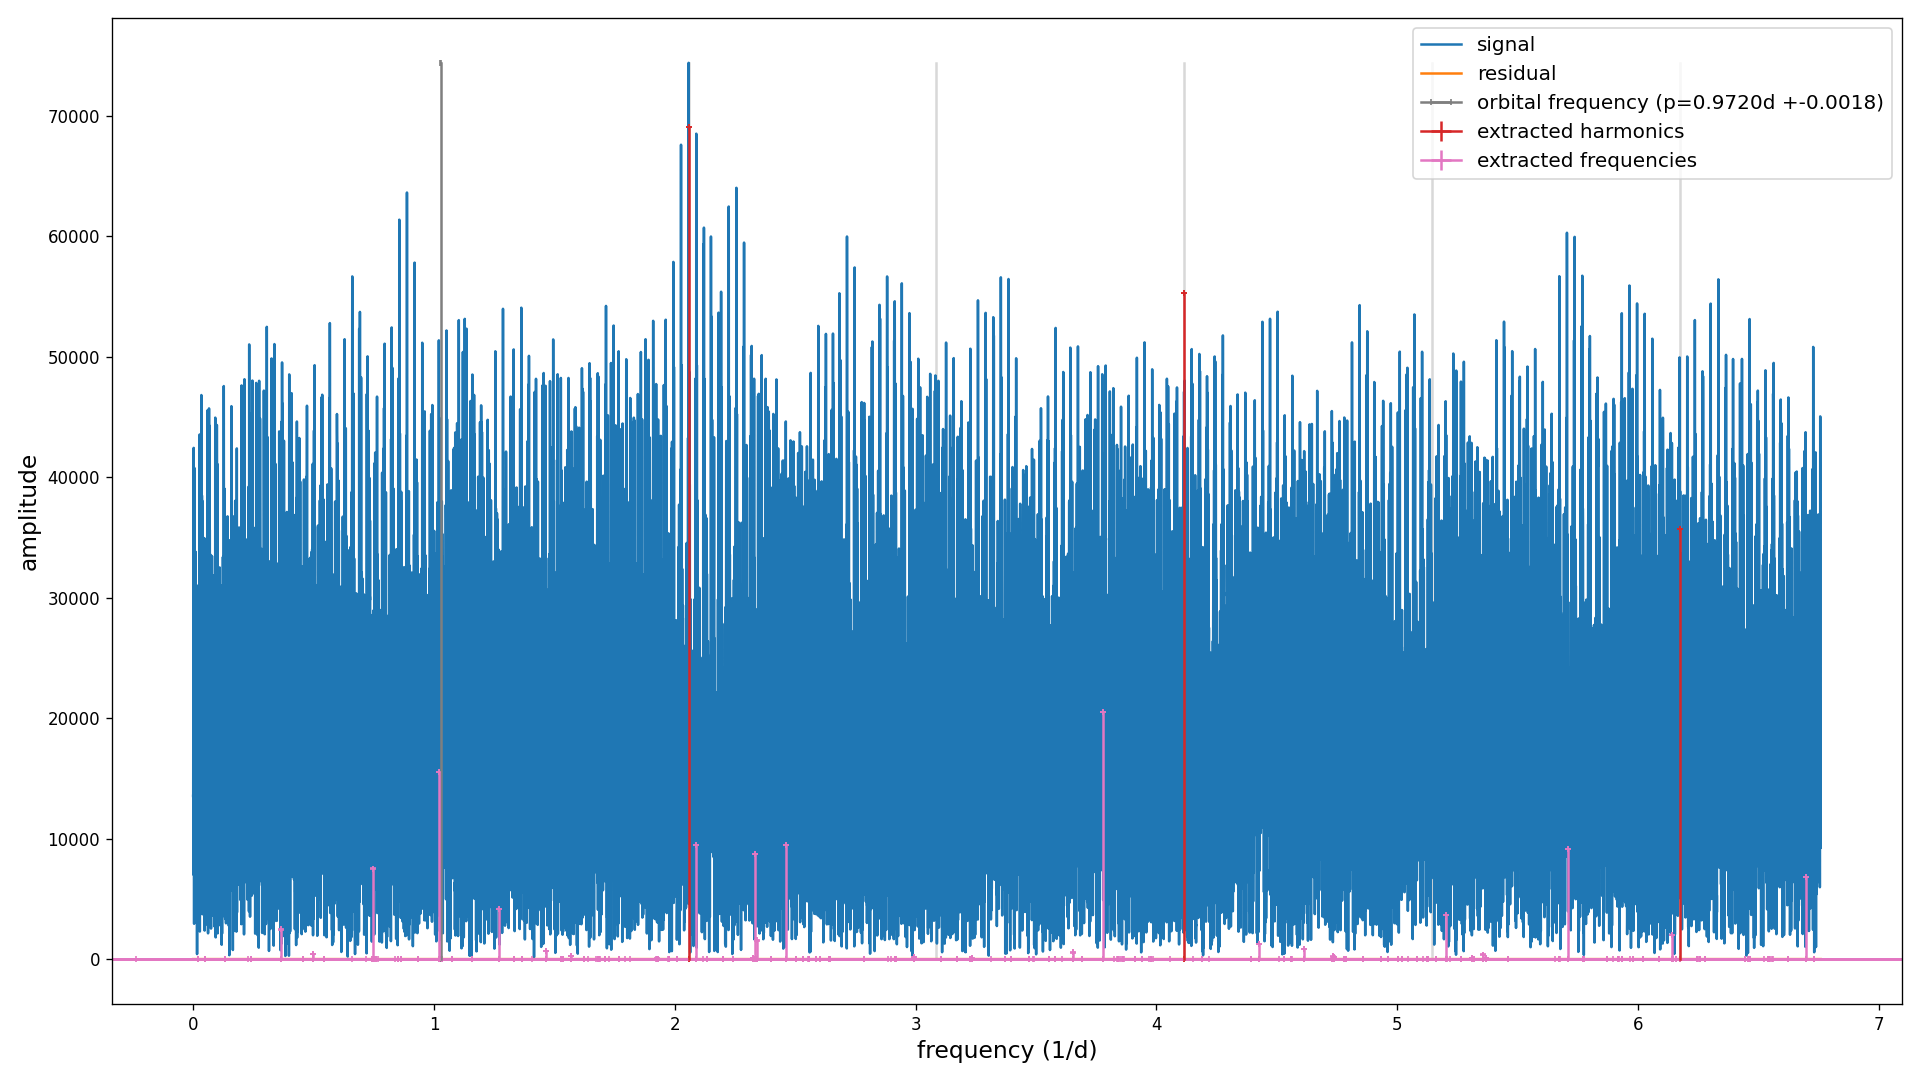 signal
residual
orbital frequency (p=0.9720d +-0.0018)
extracted harmonics
extracted frequencies
amplitude
70000
60000
50000
40000
30000
20000
10000
0
0 1 2 3 4 5 6 7
frequency (1/d)